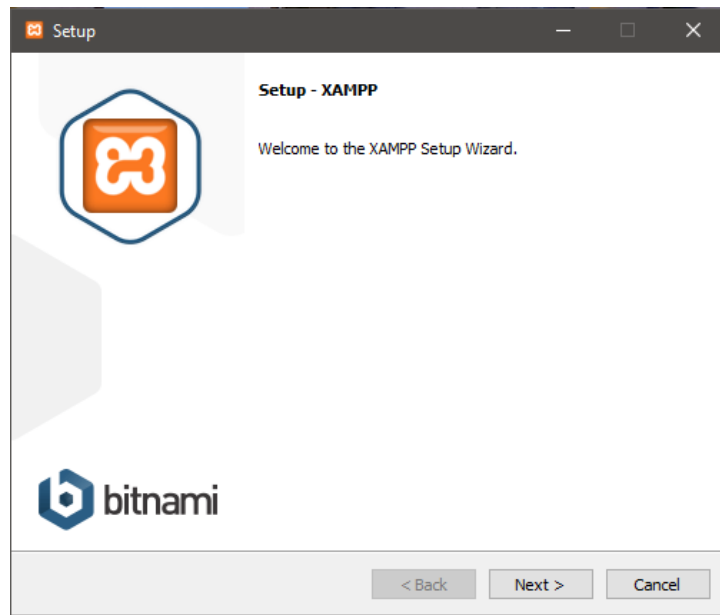 Setup
Setup - XAMPP
Welcome to the XAMPP Setup Wizard.
bitnami
< Back
Next >
Cancel